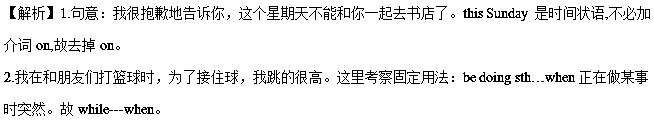 【解析】1.句意：我很抱歉地告诉你，这个星期天不能和你一起去书店了。this Sunday 是时间状语,不必加
介词 on,故去掉 on。
2.我在和朋友们打篮球时，为了接住球，我跳的很高。这里考察固定用法：be doing sth…when 正在做某事
时突然。故 while---when。